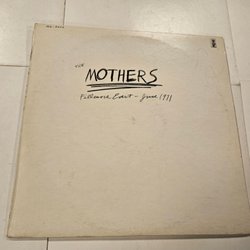 THE
MOTHERS
Fillmore East - June 1971